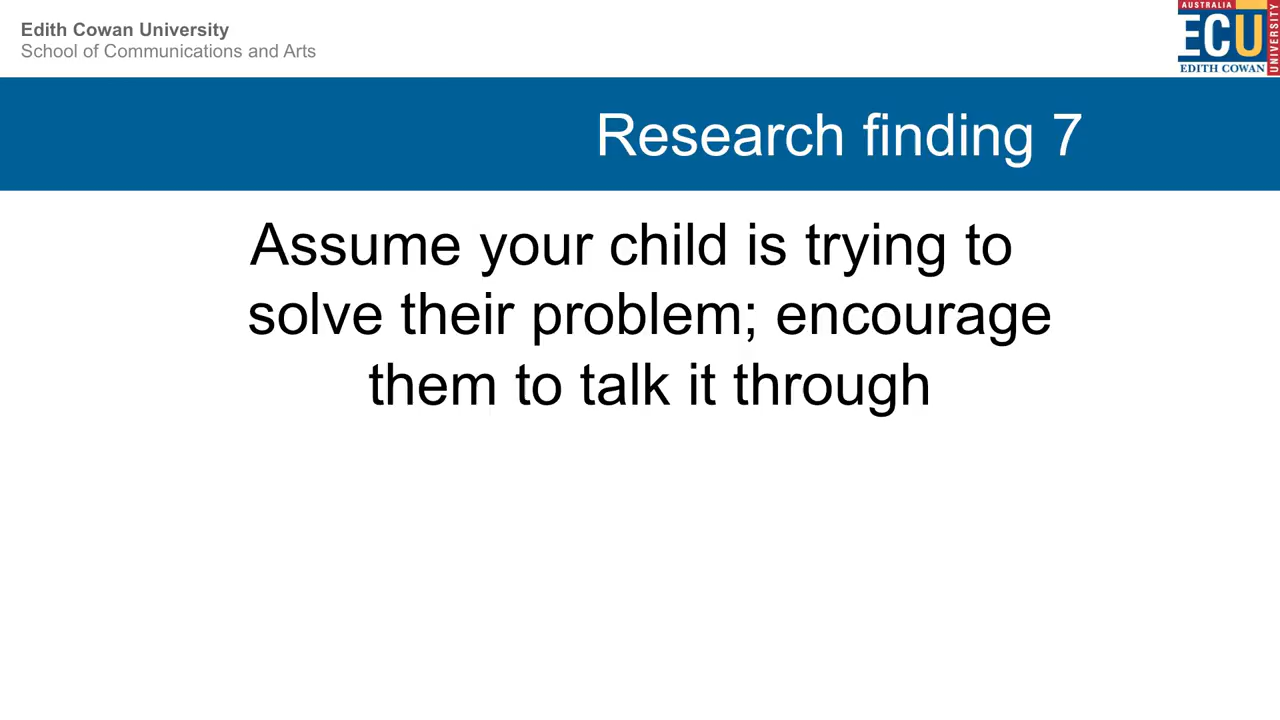 Edith Cowan University
School of Communications and Arts
AUSTRALIA
ECU
EDITH COWAN
UNIVERSITY
Research finding 7
Assume your child is trying to
solve their problem; encourage
them to talk it through